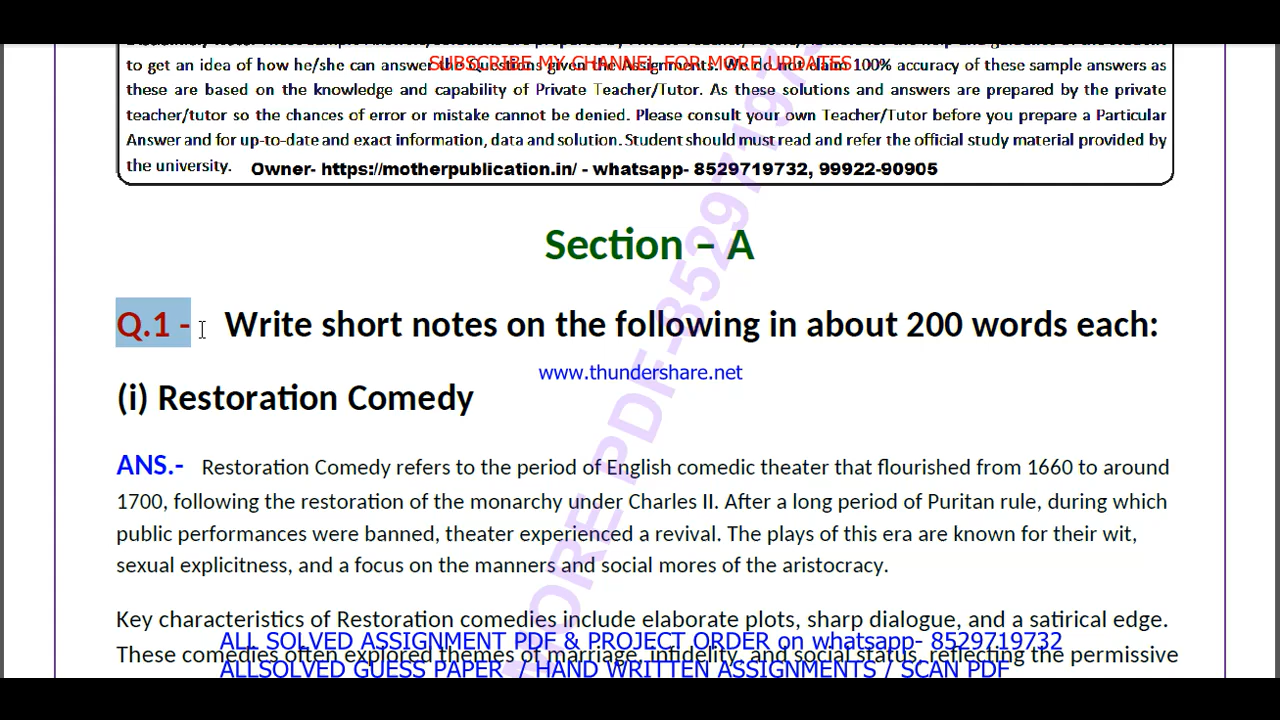 to get an idea of how he/she can answer the Questions given the Assignments. We do not claim 100% accuracy of these sample answers as
SUBSCRIBE MY CHANNEL FOR MORE UPDATES
these are based on the knowledge and capability of Private Teacher/Tutor. As these solutions and answers are prepared by the private
teacher/tutor so the chances of error or mistake cannot be denied. Please consult your own Teacher/Tutor before you prepare a Particular
Answer and for up-to-date and exact information, data and solution. Student should must read and refer the official study material provided by
the university. Owner- https://motherpublication.in/ - whatsapp- 8529719732, 99922-90905
Section – A
Q.1 - Write short notes on the following in about 200 words each:
www.thundershare.net
(i) Restoration Comedy
ANS.- Restoration Comedy refers to the period of English comedic theater that flourished from 1660 to around
1700, following the restoration of the monarchy under Charles II. After a long period of Puritan rule, during which
public performances were banned, theater experienced a revival. The plays of this era are known for their wit,
sexual explicitness, and a focus on the manners and social mores of the aristocracy.
Key characteristics of Restoration comedies include elaborate plots, sharp dialogue, and a satirical edge.
ALL SOLVED ASSIGNMENT PDF & PROJECT ORDER on whatsapp- 8529719732
These comedies often explored themes of marriage, infidelity, and social status, reflecting the permissive
ALLSOLVED GUESS PAPER / HAND WRITTEN ASSIGNMENTS / SCAN PDF
MORE PDF-852971973